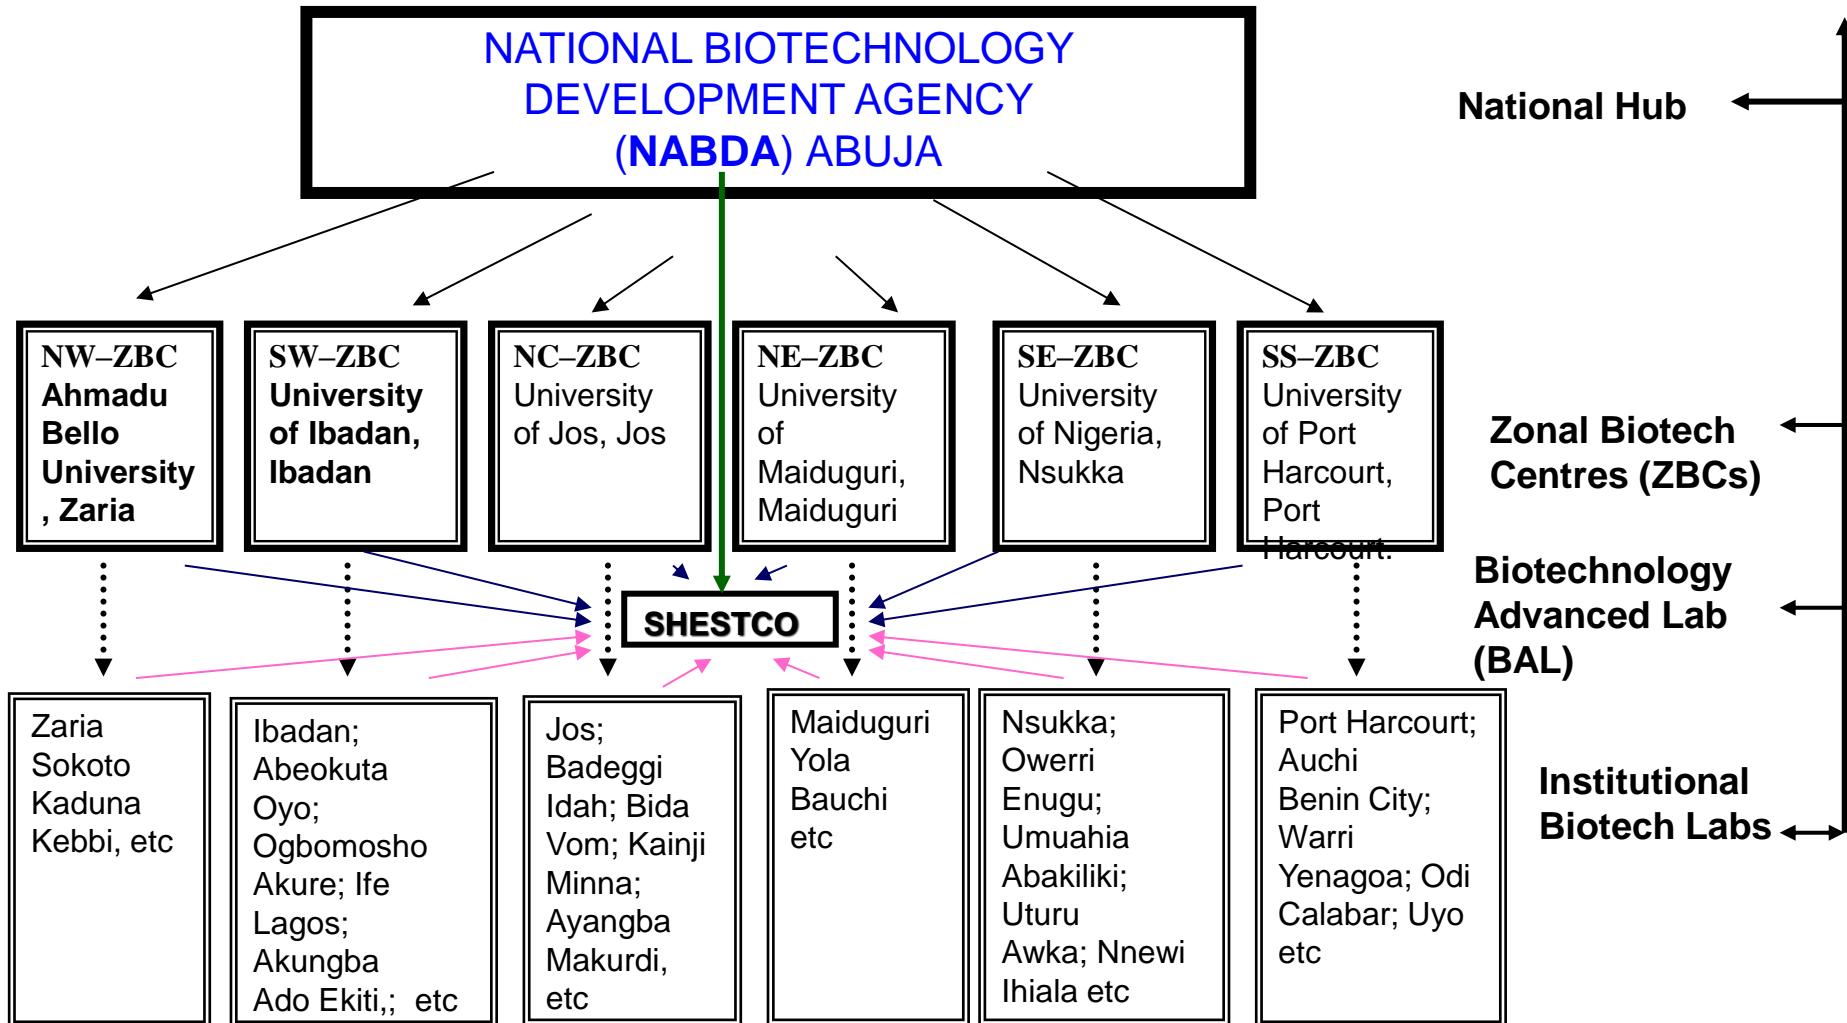 NATIONAL BIOTECHNOLOGY
DEVELOPMENT AGENCY
(NABDA) ABUJA
National Hub
NW–ZBC
Ahmadu
Bello
University
, Zaria
SW–ZBC
University
of Ibadan,
Ibadan
NC–ZBC
University
of Jos, Jos
NE–ZBC
University
of
Maiduguri,
Maiduguri
SE–ZBC
University
of Nigeria,
Nsukka
SS–ZBC
University
of Port
Harcourt,
Port
Harcourt.
Zonal Biotech
Centres (ZBCs)
SHESTCO
Biotechnology
Advanced Lab
(BAL)
Zaria
Sokoto
Kaduna
Kebbi, etc
Ibadan;
Abeokuta
Oyo;
Ogbomosho
Akure; Ife
Lagos;
Akungba
Ado Ekiti,; etc
Jos;
Badeggi
Idah; Bida
Vom; Kainji
Minna;
Ayangba
Makurdi,
etc
Maiduguri
Yola
Bauchi
etc
Nsukka;
Owerri
Enugu;
Umuahia
Abakiliki;
Uturu
Awka; Nnewi
Ihiala etc
Port Harcourt;
Auchi
Benin City;
Warri
Yenagoa; Odi
Calabar; Uyo
etc
Institutional
Biotech Labs